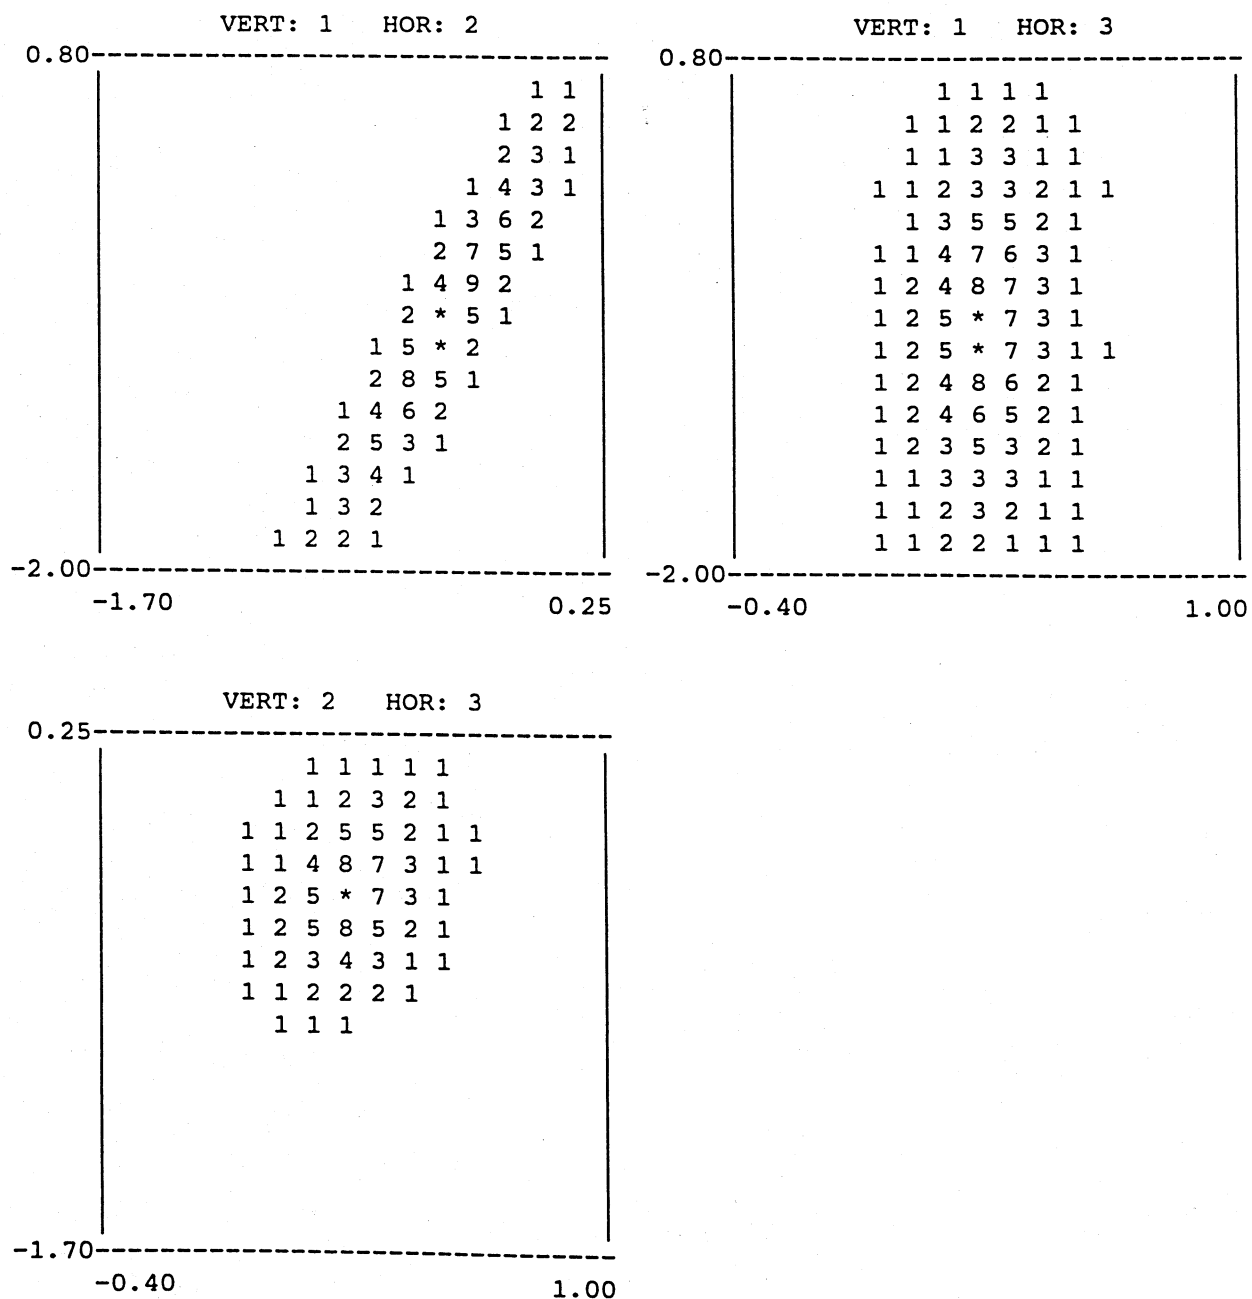 VERT: 1 HOR: 2
0.80
1 1
1 2 2
2 3 1
1 4 3 1
1 3 6 2
2 7 5 1
1 4 9 2
2 * 5 1
1 5 * 2
2 8 5 1
1 4 6 2
2 5 3 1
1 3 4 1
1 3 2
1 2 2 1
-2.00
-1.70 0.25
VERT: 1 HOR: 3
0.80
1 1 1 1
1 1 2 2 1 1
1 1 3 3 1 1
1 1 2 3 3 2 1 1
1 3 5 5 2 1
1 1 4 7 6 3 1
1 2 4 8 7 3 1
1 2 5 * 7 3 1
1 2 5 * 7 3 1 1
1 2 4 8 6 2 1
1 2 4 6 5 2 1
1 2 3 5 3 2 1
1 1 3 3 3 1 1
1 1 2 3 2 1 1
1 1 2 2 1 1 1
-2.00
-0.40 1.00
VERT: 2 HOR: 3
0.25
1 1 1 1 1
1 1 2 3 2 1
1 1 2 5 5 2 1 1
1 1 4 8 7 3 1 1
1 2 5 * 7 3 1
1 2 5 8 5 2 1
1 2 3 4 3 1 1
1 1 2 2 2 1
1 1 1
-1.70
-0.40 1.00